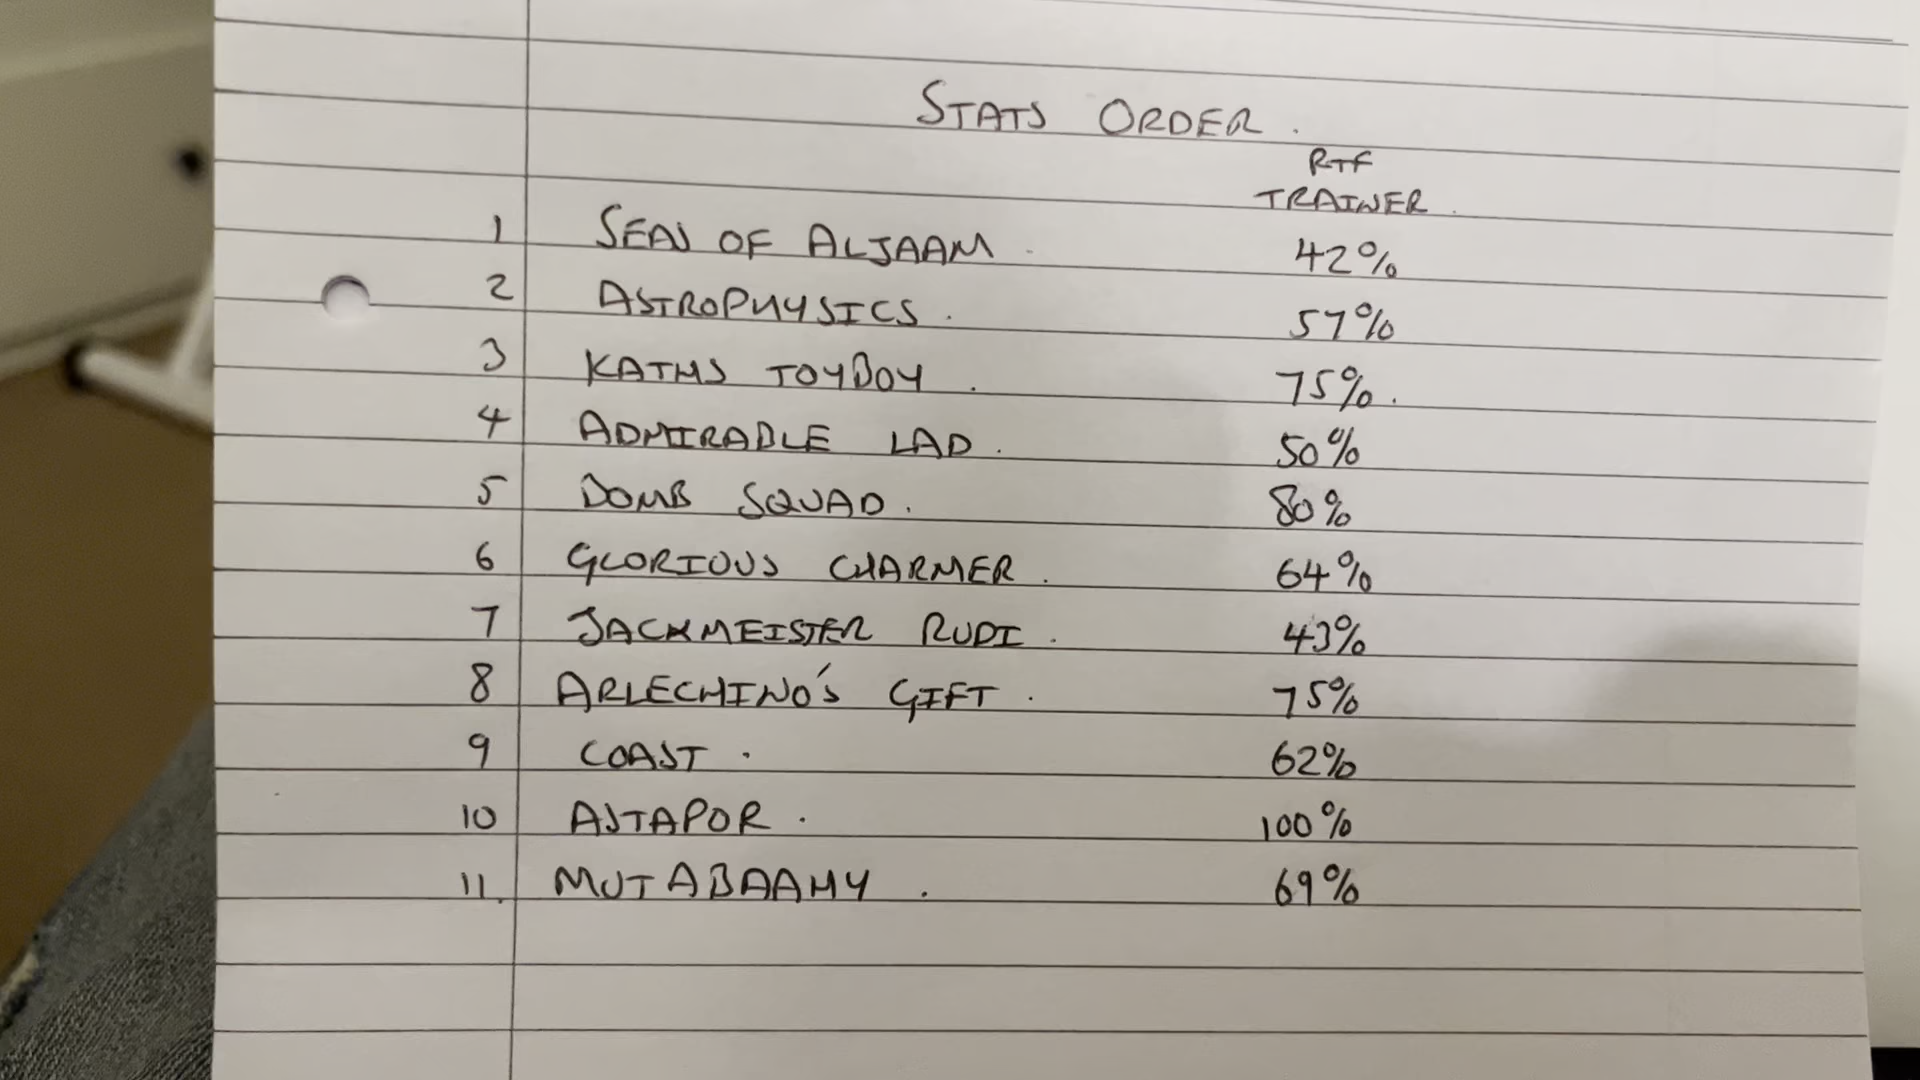 STATS ORDER.
RTF
TRAINER.
1 SEAS OF ALJAAM. 42%
2 ASTROPHYSICS. 57%
3 KATHS TOYBOY. 75%.
4 ADMIRABLE LAD. 50%
5 BOMB SQUAD. 80%
6 GLORIOUS CHARMER. 64%
7 JACKMEISTER RUDI. 43%
8 ARLECHINO'S GIFT. 75%
9 COAST. 62%
10 ASTAPOR. 100%
11. MUTABAAHY. 69%